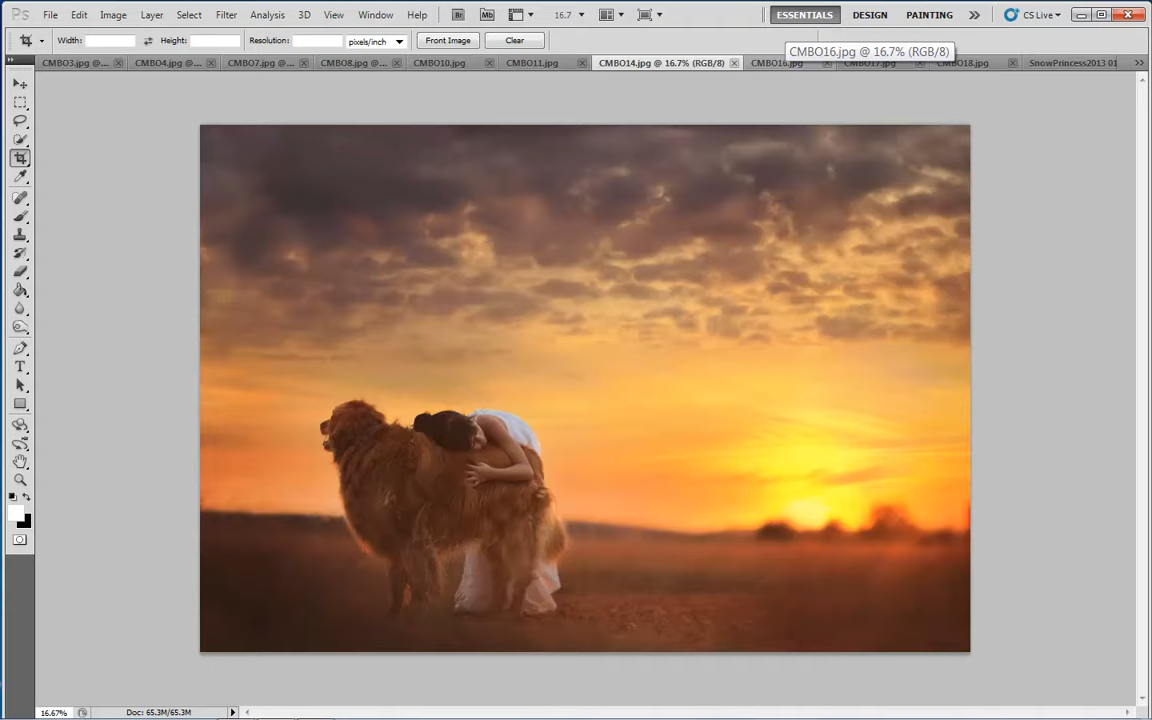 Ps File Edit Image Layer Select Filter Analysis 3D View Window Help Br Mb 16.7 ESSENTIALS DESIGN PAINTING >> CS Live
Width: Height: Resolution: pixels/inch Front Image Clear
CMBO16.jpg @ 16.7% (RGB/8)
CMBO3.jpg @ ... CMBO4.jpg @ ... CMBO7.jpg @ ... CMBO8.jpg @ ... CMBO10.jpg CMBO11.jpg CMBO14.jpg @ 16.7% (RGB/8) CMBO16.jpg CMBO17.jpg CMBO18.jpg SnowPrincess2013 01 >>
T
16.67% Doc: 65.3M/65.3M